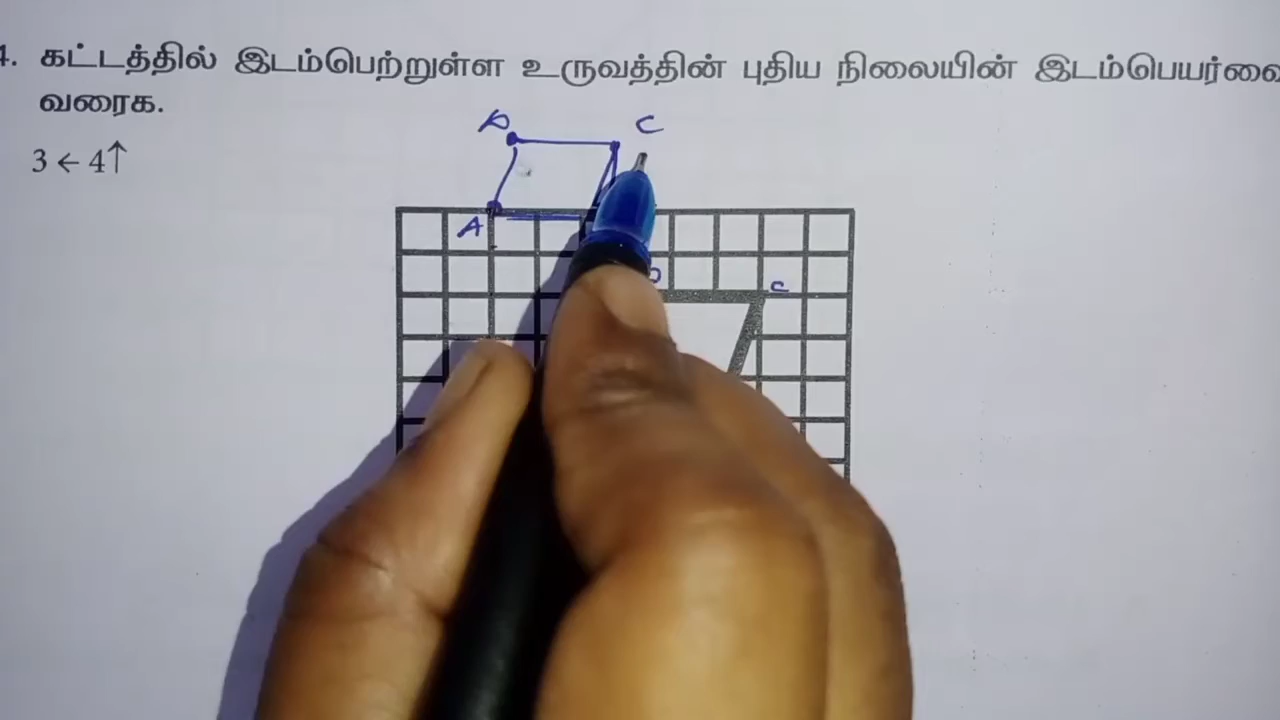 4. கட்டத்தில் இடம்பெற்றுள்ள உருவத்தின் புதிய நிலையின் இடம்பெயர்வை
வரைக.
3 ← 4↑
D C
A
D C